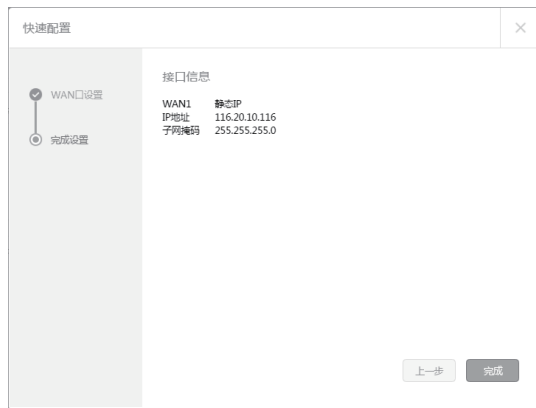 快速配置
WAN口设置
完成设置
接口信息
WAN1 静态IP
IP地址 116.20.10.116
子网掩码 255.255.255.0
上一步 完成